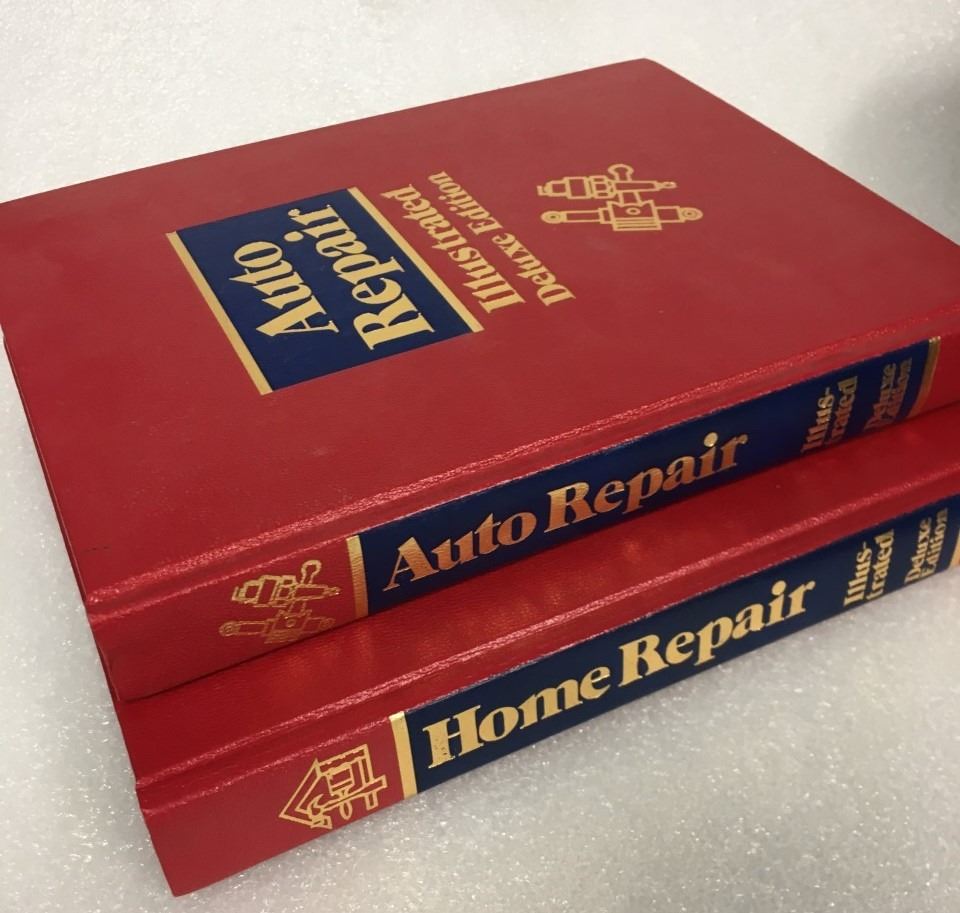 Auto
Repair
Illustrated
Deluxe Edition
Auto Repair
Illus-
trated
Deluxe
Edition
Home Repair
Illus-
trated
Deluxe
Edition